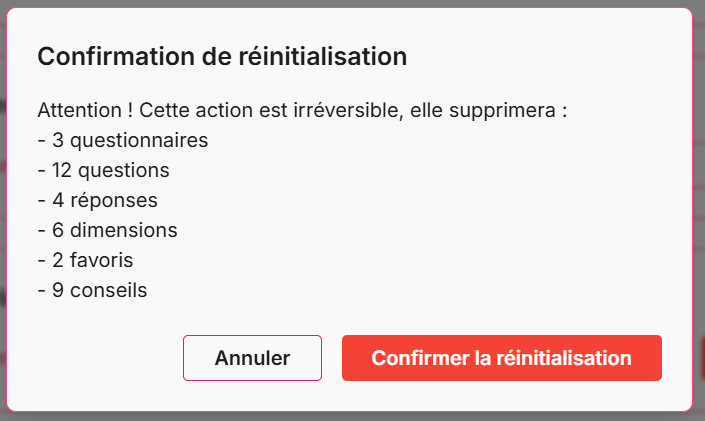 Confirmation de réinitialisation
Attention ! Cette action est irréversible, elle supprimera :
- 3 questionnaires
- 12 questions
- 4 réponses
- 6 dimensions
- 2 favoris
- 9 conseils
Annuler
Confirmer la réinitialisation